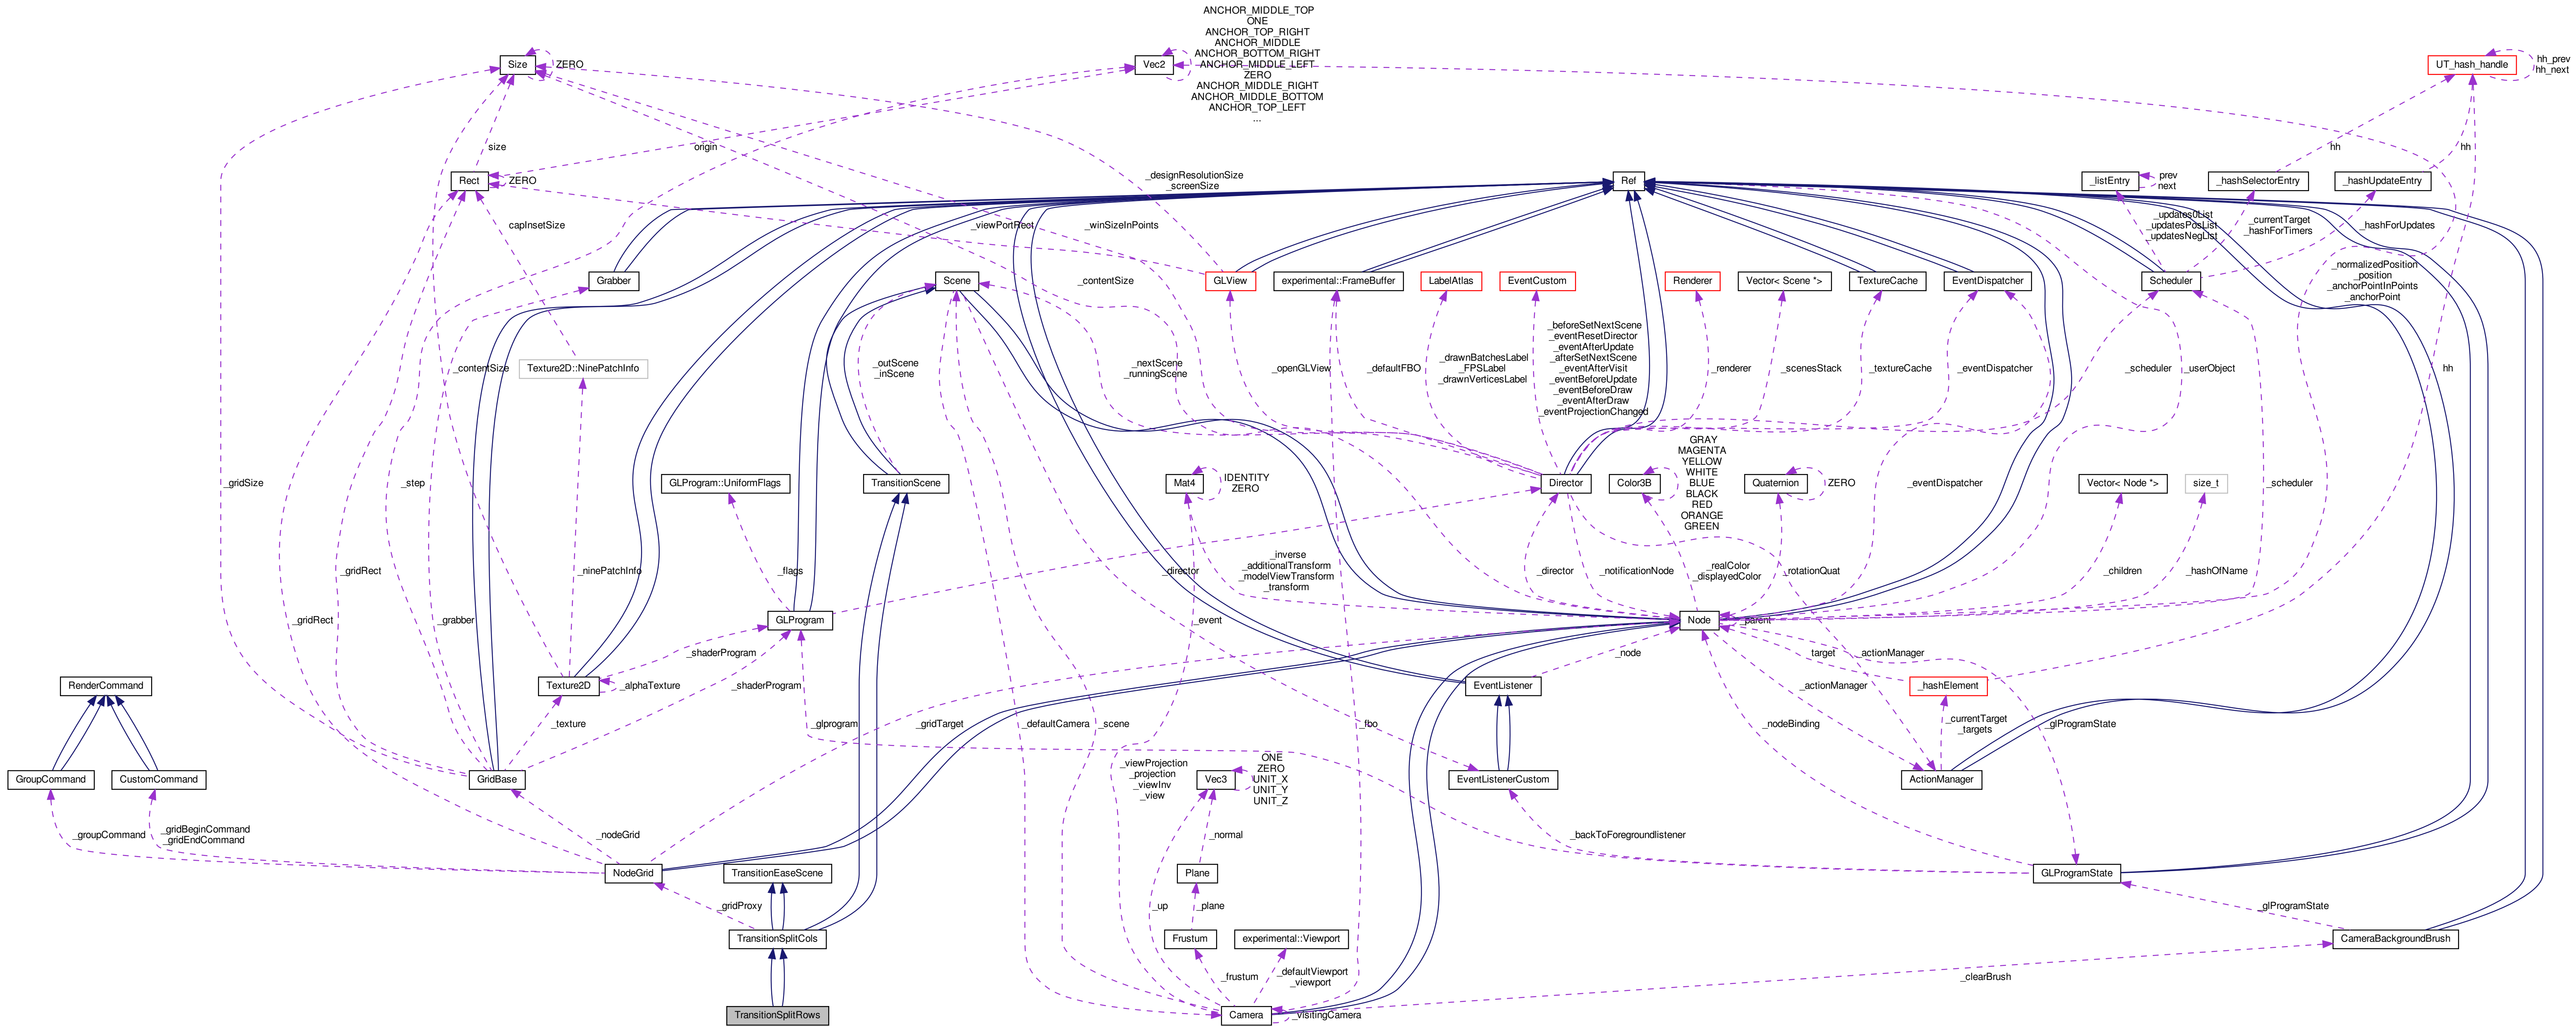 ANCHOR_MIDDLE_TOP
ONE
ANCHOR_TOP_RIGHT
ANCHOR_MIDDLE
ANCHOR_BOTTOM_RIGHT
ANCHOR_MIDDLE_LEFT
ZERO
ANCHOR_MIDDLE_RIGHT
ANCHOR_MIDDLE_BOTTOM
ANCHOR_TOP_LEFT
...
Size
ZERO
Vec2
UT_hash_handle
hh_prev
hh_next
size
origin
hh
hh
Rect
ZERO
_designResolutionSize
_screenSize
Ref
_listEntry
prev
next
_hashSelectorEntry
_hashUpdateEntry
capInsetSize
_viewPortRect
_winSizeInPoints
_updates0List
_updatesPosList
_updatesNegList
_currentTarget
_hashForTimers
_hashForUpdates
Grabber
Scene
_contentSize
GLView
experimental::FrameBuffer
LabelAtlas
EventCustom
Renderer
Vector< Scene *>
TextureCache
EventDispatcher
Scheduler
_normalizedPosition
_position
_anchorPointInPoints
_anchorPoint
Texture2D::NinePatchInfo
_contentSize
_outScene
_inScene
_nextScene
_runningScene
_openGLView
_defaultFBO
_drawnBatchesLabel
_FPSLabel
_drawnVerticesLabel
_beforeSetNextScene
_eventResetDirector
_eventAfterUpdate
_afterSetNextScene
_eventAfterVisit
_eventBeforeUpdate
_eventBeforeDraw
_eventAfterDraw
_eventProjectionChanged
_renderer
_scenesStack
_textureCache
_eventDispatcher
_scheduler
_userObject
hh
_gridSize
_step
GLProgram::UniformFlags
TransitionScene
Mat4
IDENTITY
ZERO
Director
Color3B
GRAY
MAGENTA
YELLOW
WHITE
BLUE
BLACK
RED
ORANGE
GREEN
Quaternion
ZERO
_eventDispatcher
Vector< Node *>
size_t
_scheduler
_gridRect
_ninePatchInfo
_flags
_director
_inverse
_additionalTransform
_modelViewTransform
_transform
_director
_notificationNode
_realColor
_displayedColor
_rotationQuat
_children
_hashOfName
_gridRect
_grabber
GLProgram
_event
Node
_parent
_shaderProgram
_node
target
_actionManager
RenderCommand
Texture2D
_alphaTexture
_shaderProgram
EventListener
_actionManager
_hashElement
_texture
_glprogram
_gridTarget
_defaultCamera
_scene
_fbo
_nodeBinding
_currentTarget
_targets
_glProgramState
GroupCommand
CustomCommand
GridBase
_viewProjection
_projection
_viewInv
_view
Vec3
ONE
ZERO
UNIT_X
UNIT_Y
UNIT_Z
EventListenerCustom
ActionManager
_groupCommand
_gridBeginCommand
_gridEndCommand
_nodeGrid
_normal
_backToForegroundlistener
NodeGrid
TransitionEaseScene
Plane
GLProgramState
_gridProxy
_up
_plane
_glProgramState
TransitionSplitCols
Frustum
experimental::Viewport
CameraBackgroundBrush
_frustum
_defaultViewport
_viewport
_clearBrush
TransitionSplitRows
Camera
_visitingCamera